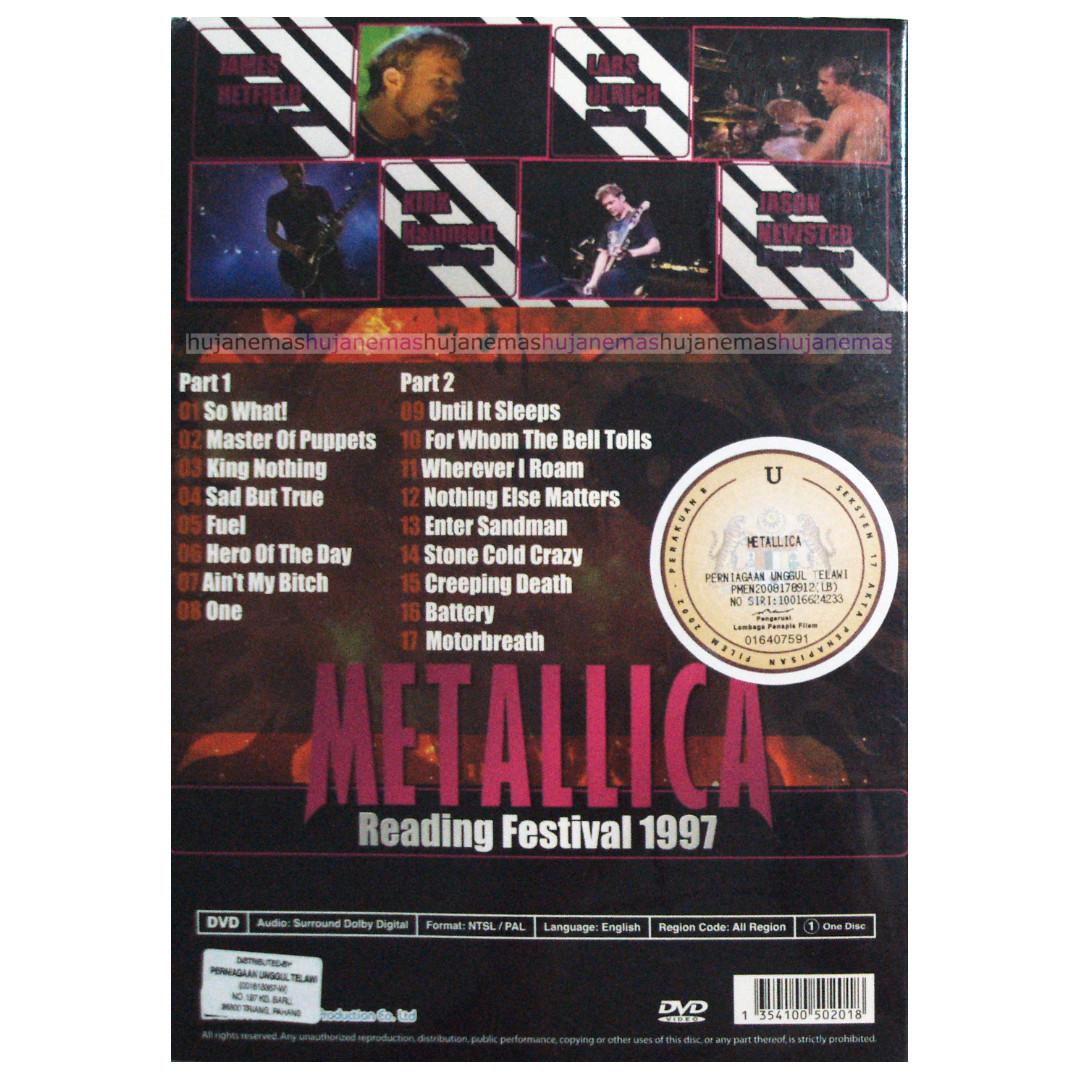 JAMES
HETFIELD
LARS
ULRICH
KIRK
Hammett
JASON
NEWSTED
hujanemashujanemashujanemashujanemashujanemashujanemas
Part 1
01 So What!
02 Master Of Puppets
03 King Nothing
04 Sad But True
05 Fuel
06 Hero Of The Day
07 Ain't My Bitch
08 One
Part 2
09 Until It Sleeps
10 For Whom The Bell Tolls
11 Wherever I Roam
12 Nothing Else Matters
13 Enter Sandman
14 Stone Cold Crazy
15 Creeping Death
16 Battery
17 Motorbreath
PERAKUAN B SEKSYEN 17 AKTA PENAPISAN FILEM 2002
U
METALLICA
PERNIAGAAN UNGGUL TELAWI
PMEN2008178912(LB)
NO SIRI:10016624233
Pengerusi
Lembaga Penapis Filem
016407591
METALLICA
Reading Festival 1997
DVD Audio: Surround Dolby Digital Format: NTSL / PAL Language: English Region Code: All Region 1 One Disc
DISTRIBUTED BY
PERNIAGAAN UNGGUL TELAWI
NO. 197 KG. BARU,
TRIANG, PAHANG
roduction Co. Ltd
DVD
VIDEO
1 354100 502018
All rights reserved. Any unauthorized reproduction, distribution, public performance, copying or other uses of this disc, or any part thereof, is strictly prohibited.